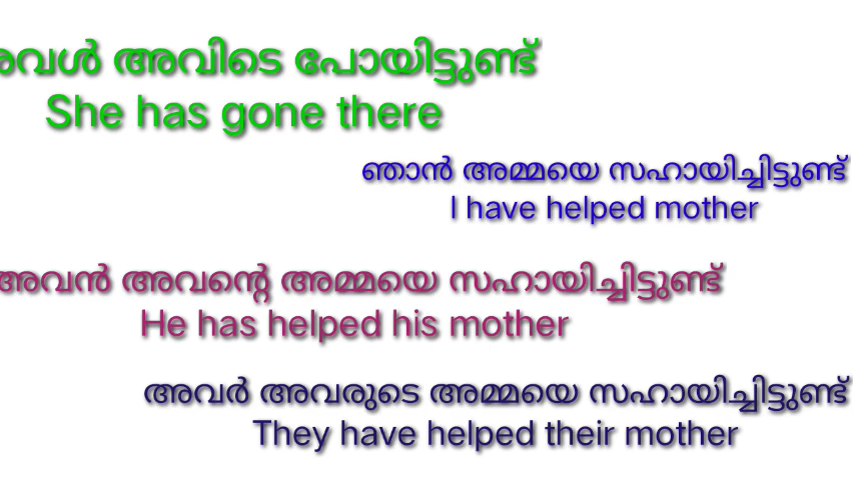 അവൾ അവിടെ പോയിട്ടുണ്ട്
She has gone there
ഞാൻ അമ്മയെ സഹായിച്ചിട്ടുണ്ട്
I have helped mother
അവൻ അവന്റെ അമ്മയെ സഹായിച്ചിട്ടുണ്ട്
He has helped his mother
അവർ അവരുടെ അമ്മയെ സഹായിച്ചിട്ടുണ്ട്
They have helped their mother